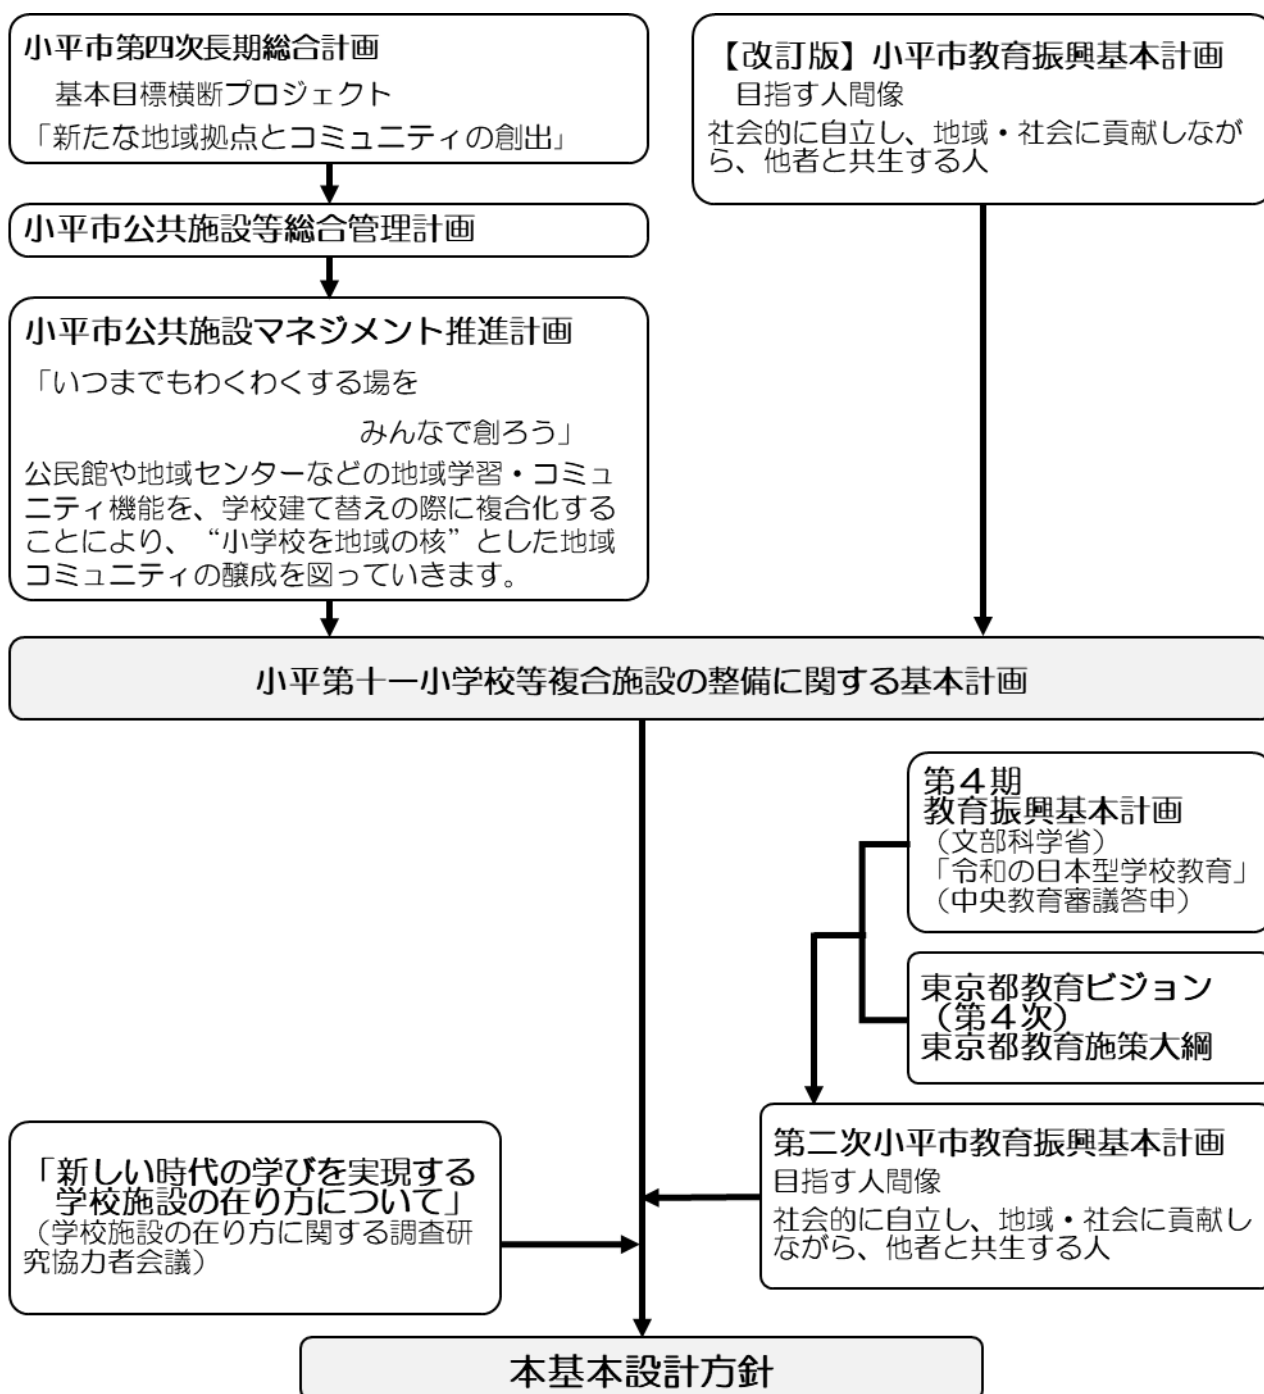 小平市第四次長期総合計画
基本目標横断プロジェクト
「新たな地域拠点とコミュニティの創出」
小平市公共施設等総合管理計画
小平市公共施設マネジメント推進計画
「いつまでもわくわくする場を
みんなで創ろう」
公民館や地域センターなどの地域学習・コミュ
ニティ機能を、学校建て替えの際に複合化する
ことにより、“小学校を地域の核”とした地域
コミュニティの醸成を図っていきます。
【改訂版】小平市教育振興基本計画
目指す人間像
社会的に自立し、地域・社会に貢献しなが
ら、他者と共生する人
小平第十一小学校等複合施設の整備に関する基本計画
第４期
教育振興基本計画
（文部科学省）
「令和の日本型学校教育」
（中央教育審議答申）
東京都教育ビジョン
（第４次）
東京都教育施策大綱
第二次小平市教育振興基本計画
目指す人間像
社会的に自立し、地域・社会に貢献し
ながら、他者と共生する人
「新しい時代の学びを実現する
学校施設の在り方について」
（学校施設の在り方に関する調査研
究協力者会議）
本基本設計方針